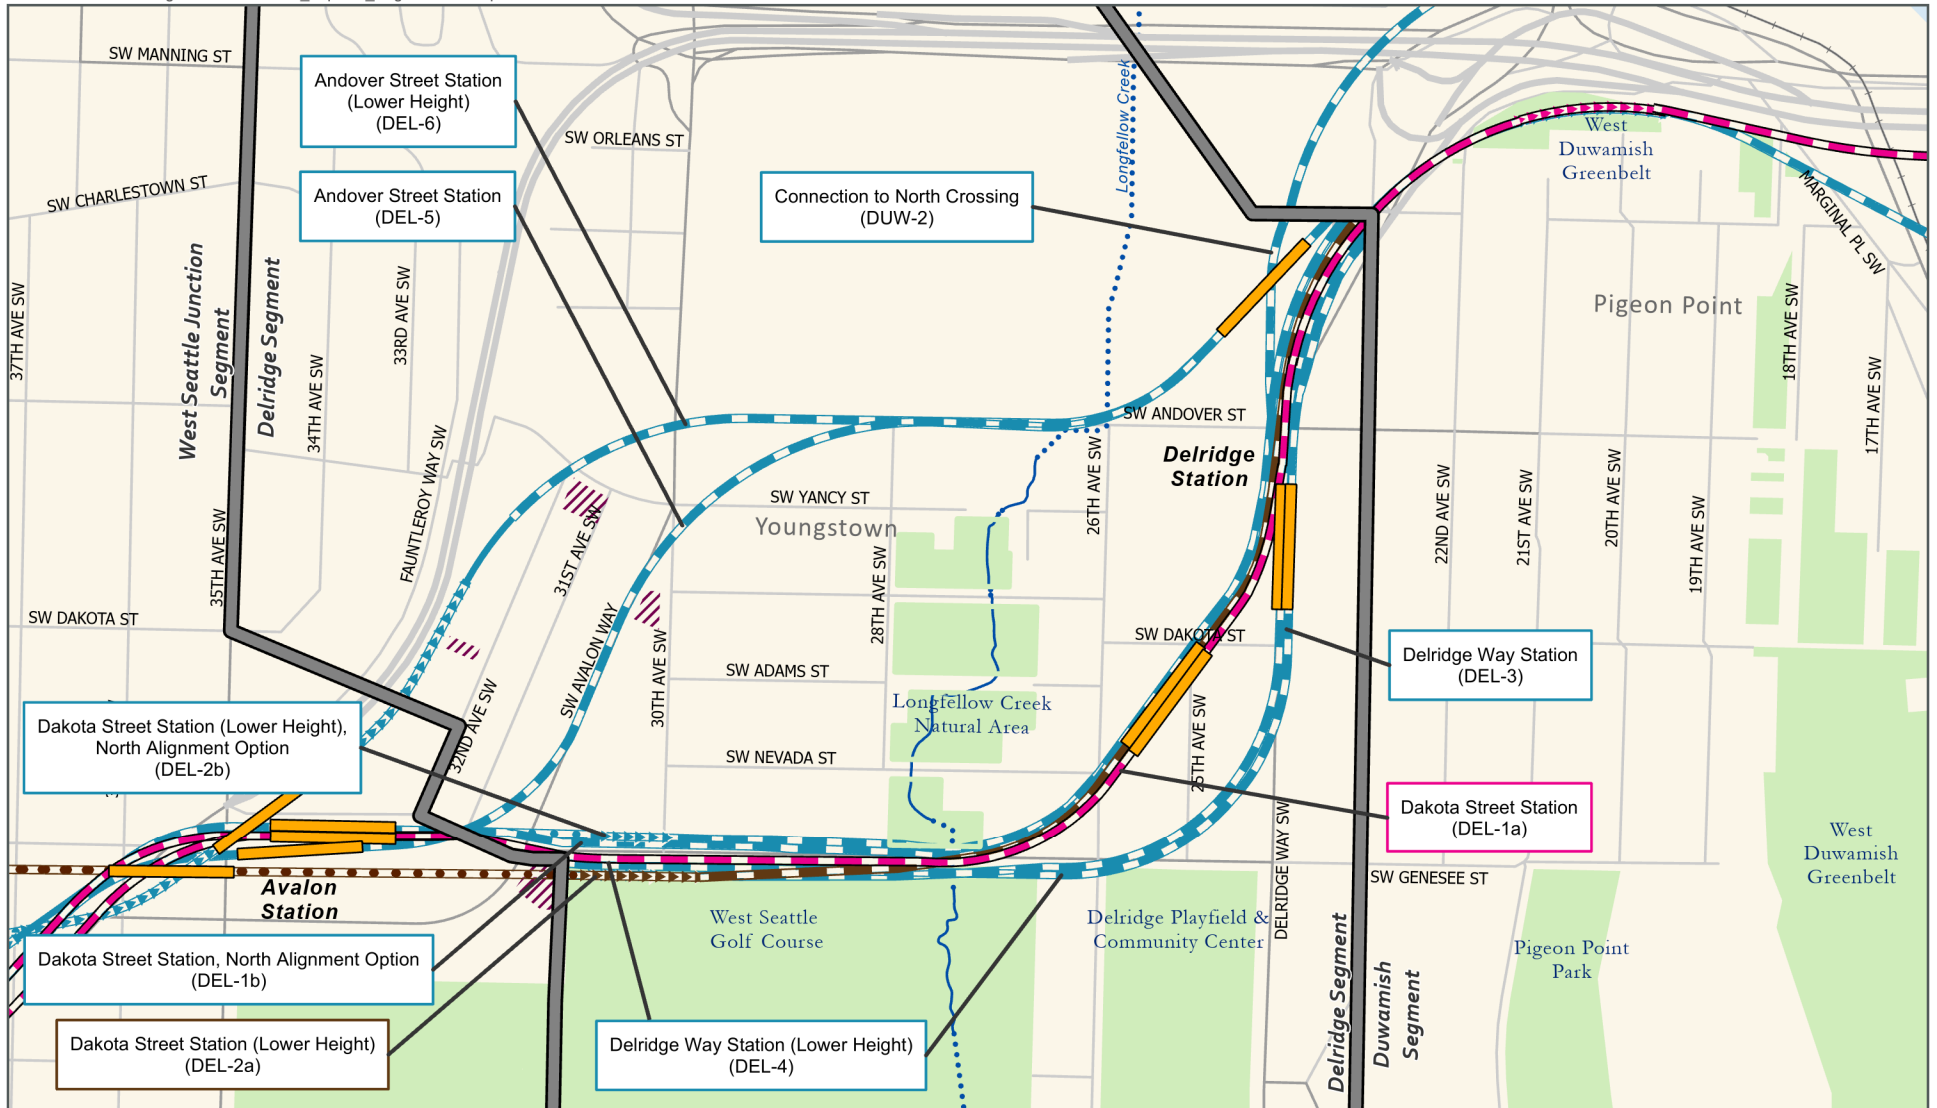 SW MANNING ST
Andover Street Station
(Lower Height)
(DEL-6)
SW ORLEANS ST
Longfellow Creek
West
Duwamish
Greenbelt
SW CHARLESTOWN ST
Andover Street Station
(DEL-5)
Connection to North Crossing
(DUW-2)
MARGINAL PL SW
West Seattle Junction
Segment
Delridge Segment
37TH AVE SW
34TH AVE SW
33RD AVE SW
Pigeon Point
18TH AVE SW
17TH AVE SW
FAUNTLEROY WAY SW
SW ANDOVER ST
Delridge
Station
26TH AVE SW
22ND AVE SW
21ST AVE SW
20TH AVE SW
19TH AVE SW
SW YANCY ST
Youngstown
35TH AVE SW
31ST AVE SW
28TH AVE SW
SW DAKOTA ST
SW AVALON WAY
30TH AVE SW
SW DAKOTA ST
Delridge Way Station
(DEL-3)
SW ADAMS ST
Longfellow Creek
Natural Area
32ND AVE SW
25TH AVE SW
Dakota Street Station (Lower Height),
North Alignment Option
(DEL-2b)
SW NEVADA ST
Dakota Street Station
(DEL-1a)
West
Duwamish
Greenbelt
DELRIDGE WAY SW
SW GENESEE ST
Avalon
Station
West Seattle
Golf Course
Delridge Playfield &
Community Center
Pigeon Point
Park
Dakota Street Station, North Alignment Option
(DEL-1b)
Delridge Segment
Duwamish
Segment
Dakota Street Station (Lower Height)
(DEL-2a)
Delridge Way Station (Lower Height)
(DEL-4)